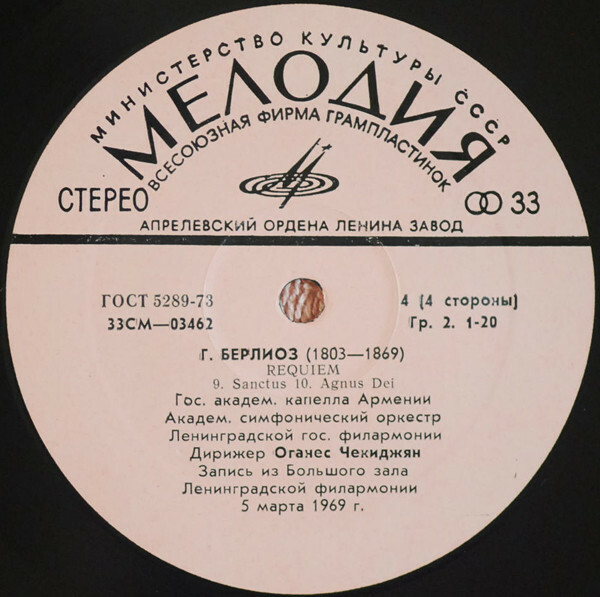 МИНИСТЕРСТВО КУЛЬТУРЫ СССР
МЕЛОДИЯ
ВСЕСОЮЗНАЯ ФИРМА ГРАМПЛАСТИНОК
СТЕРЕО
33
АПРЕЛЕВСКИЙ ОРДЕНА ЛЕНИНА ЗАВОД
ГОСТ 5289-73
4 (4 стороны)
33СМ—03462
Гр. 2. 1-20
Г. БЕРЛИОЗ (1803—1869)
REQUIEM
9. Sanctus 10. Agnus Dei
Гос. академ. капелла Армении
Академ. симфонический оркестр
Ленинградской гос. филармонии
Дирижер Оганес Чекиджян
Запись из Большого зала
Ленинградской филармонии
5 марта 1969 г.